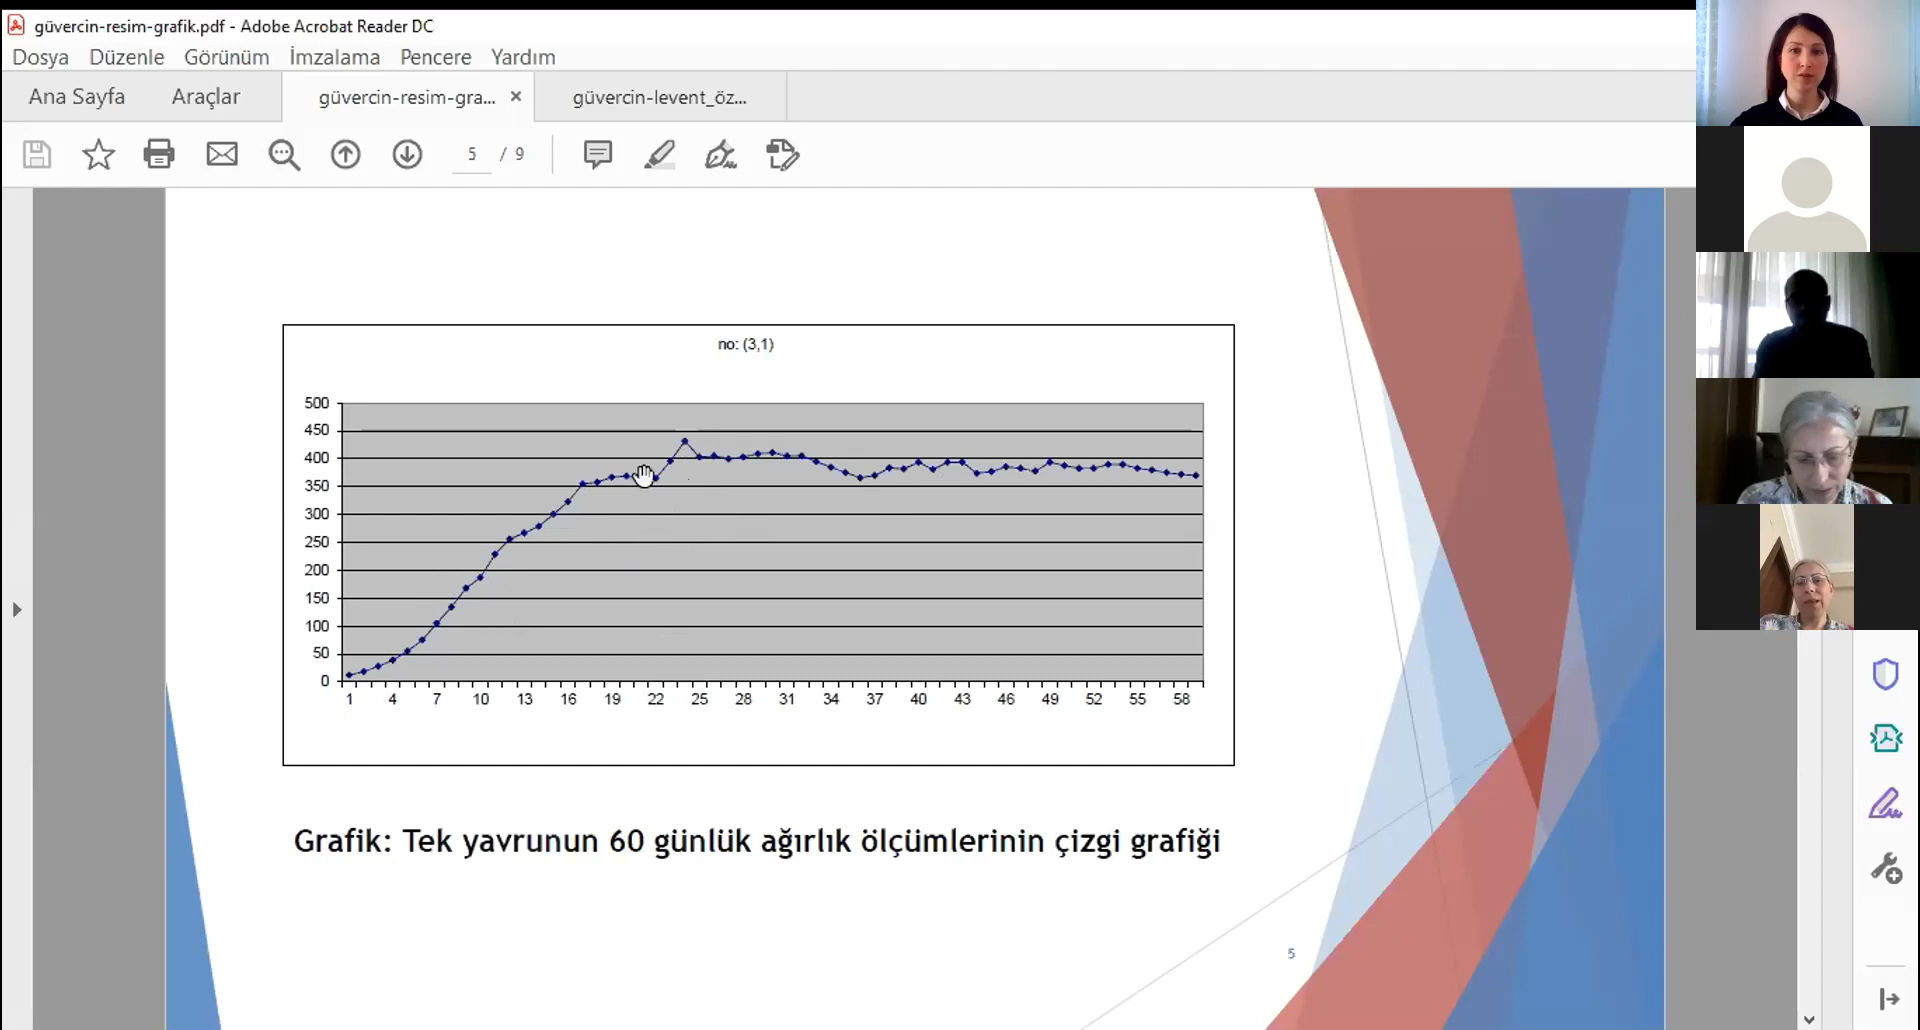 güvercin-resim-grafik.pdf - Adobe Acrobat Reader DC
Dosya Düzenle Görünüm İmzalama Pencere Yardım
Ana Sayfa Araçlar güvercin-resim-gra... × güvercin-levent_öz...
5 / 9
no: (3,1)
500
450
400
350
300
250
200
150
100
50
0
1 4 7 10 13 16 19 22 25 28 31 34 37 40 43 46 49 52 55 58
Grafik: Tek yavrunun 60 günlük ağırlık ölçümlerinin çizgi grafiği
5